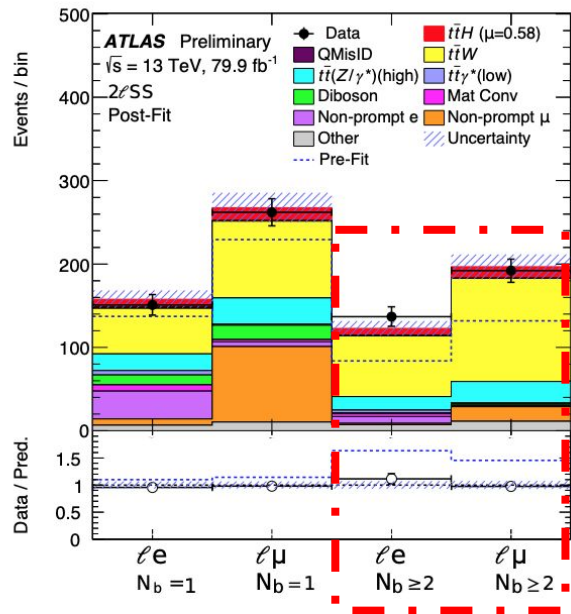 Events / bin
500
400
300
200
100
0
ATLAS Preliminary
√s = 13 TeV, 79.9 fb⁻¹
2ℓSS
Post-Fit
Data
tt̄H (μ=0.58)
QMisID
tt̄W
tt̄(Z/γ*)(high)
tt̄γ*(low)
Diboson
Mat Conv
Non-prompt e
Non-prompt μ
Other
Uncertainty
Pre-Fit
Data / Pred.
1.5
1
0.5
0
ℓe
ℓμ
ℓe
ℓμ
N_b=1
N_b=1
N_b≥2
N_b≥2